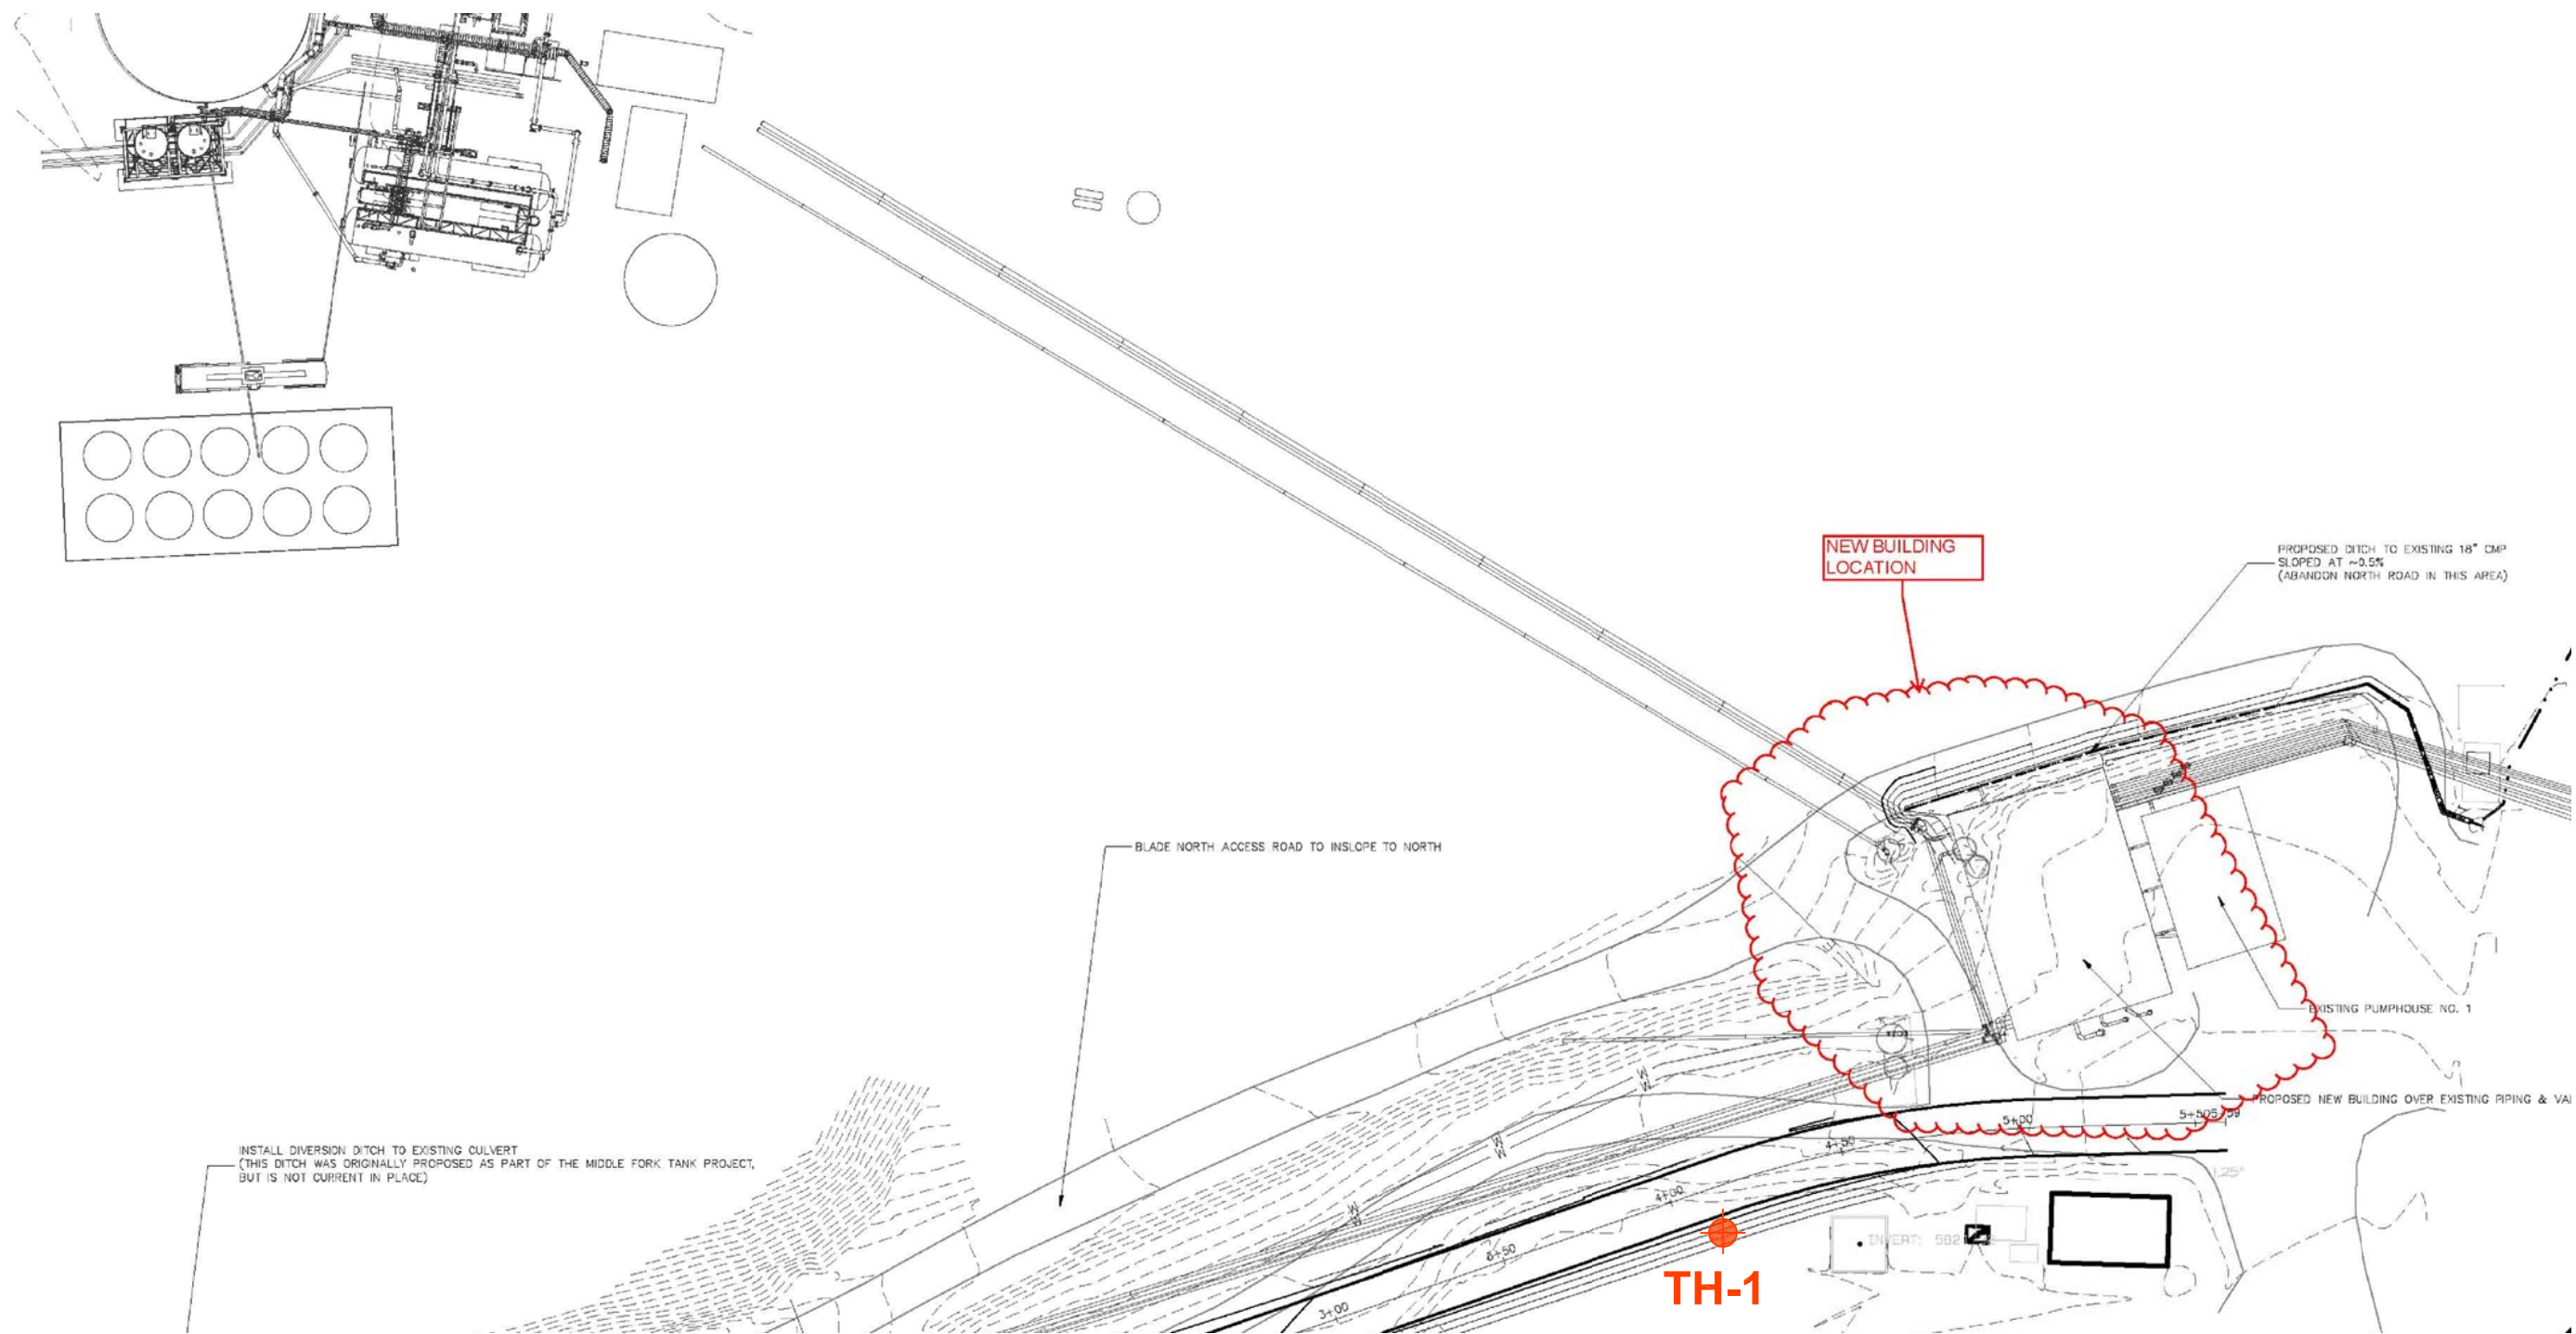 NEW BUILDING
LOCATION
PROPOSED DITCH TO EXISTING 18" CMP
SLOPED AT ~0.5%
(ABANDON NORTH ROAD IN THIS AREA)
BLADE NORTH ACCESS ROAD TO INSLOPE TO NORTH
EXISTING PUMPHOUSE NO. 1
PROPOSED NEW BUILDING OVER EXISTING PIPING &
INSTALL DIVERSION DITCH TO EXISTING CULVERT
(THIS DITCH WAS ORIGINALLY PROPOSED AS PART OF THE MIDDLE FORK TANK PROJECT,
BUT IS NOT CURRENT IN PLACE)
5+00
4+50
4+00
3+00
INVERT: 582
TH-1